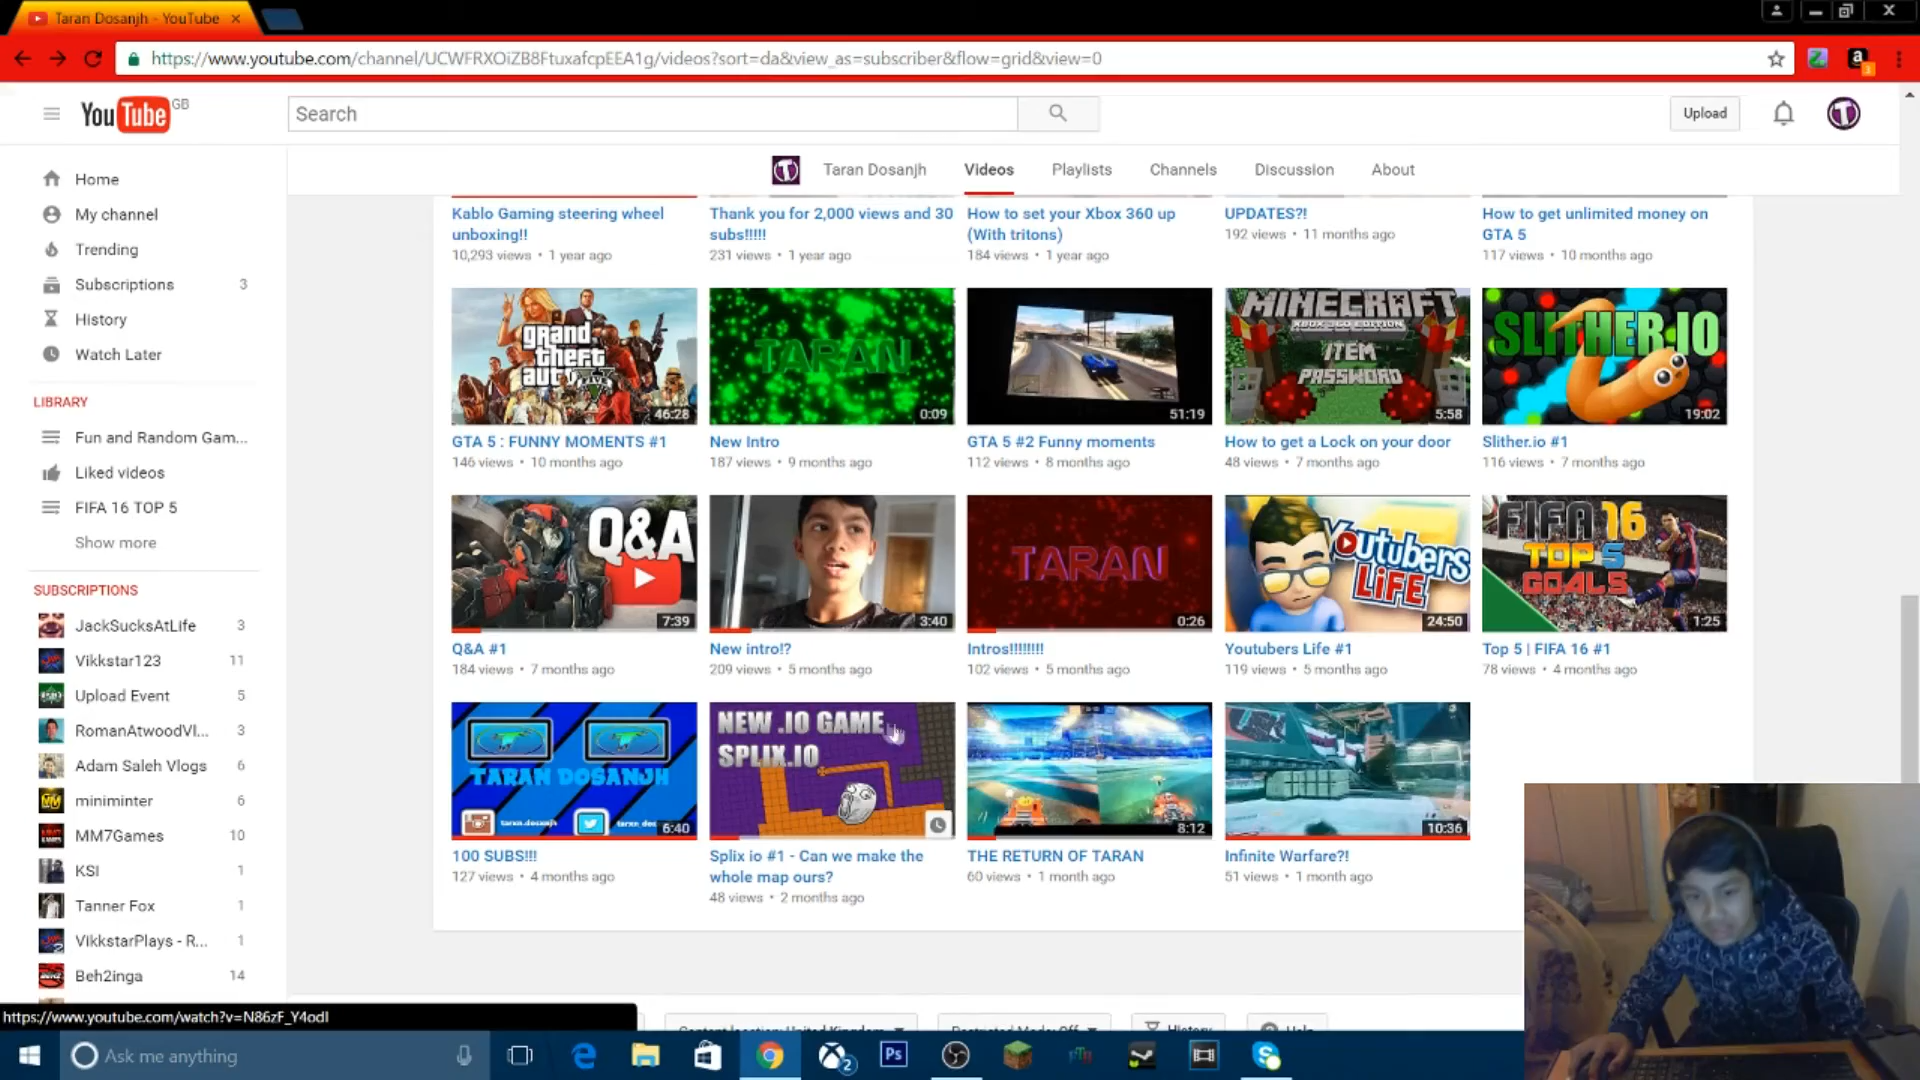 Taran Dosanjh - YouTube
https://www.youtube.com/channel/UCWFRXOiZB8FtuxafcpEEA1g/videos?sort=da&view_as=subscriber&flow=grid&view=0
YouTube GB
Search
Upload
Taran Dosanjh Videos Playlists Channels Discussion About
Home
My channel
Trending
Subscriptions 3
History
Watch Later
LIBRARY
Fun and Random Gam...
Liked videos
FIFA 16 TOP 5
Show more
SUBSCRIPTIONS
JackSucksAtLife 3
Vikkstar123 11
Upload Event 5
RomanAtwoodVl... 3
Adam Saleh Vlogs 6
miniminter 6
MM7Games 10
KSI 1
Tanner Fox 1
VikkstarPlays - R... 1
Beh2inga 14
Kablo Gaming steering wheel
unboxing!!
10,293 views • 1 year ago
Thank you for 2,000 views and 30
subs!!!!!
231 views • 1 year ago
How to set your Xbox 360 up
(With tritons)
184 views • 1 year ago
UPDATES?!
192 views • 11 months ago
How to get unlimited money on
GTA 5
117 views • 10 months ago
grand
theft
auto
46:28
GTA 5 : FUNNY MOMENTS #1
146 views • 10 months ago
TARAN
0:09
New Intro
187 views • 9 months ago
51:19
GTA 5 #2 Funny moments
112 views • 8 months ago
MINECRAFT
XBOX 360 EDITION
ITEM
PASSWORD
5:58
How to get a Lock on your door
48 views • 7 months ago
SLITHER.IO
19:02
Slither.io #1
116 views • 7 months ago
Q&A
7:39
Q&A #1
184 views • 7 months ago
3:40
New intro!?
209 views • 5 months ago
TARAN
0:26
Intros!!!!!!!!
102 views • 5 months ago
Youtubers
LIFE
24:50
Youtubers Life #1
119 views • 5 months ago
FIFA 16
TOP 5
GOALS
1:25
Top 5 | FIFA 16 #1
78 views • 4 months ago
TARAN DOSANJH
taran.dosanjh
6:40
100 SUBS!!!
127 views • 4 months ago
NEW .IO GAME
SPLIX.IO
Splix io #1 - Can we make the
whole map ours?
48 views • 2 months ago
8:12
THE RETURN OF TARAN
60 views • 1 month ago
10:36
Infinite Warfare?!
51 views • 1 month ago
https://www.youtube.com/watch?v=N86zF_Y4odI
Content location: United Kingdom
Restricted Mode: Off
History
Help
Ask me anything
2
Ps